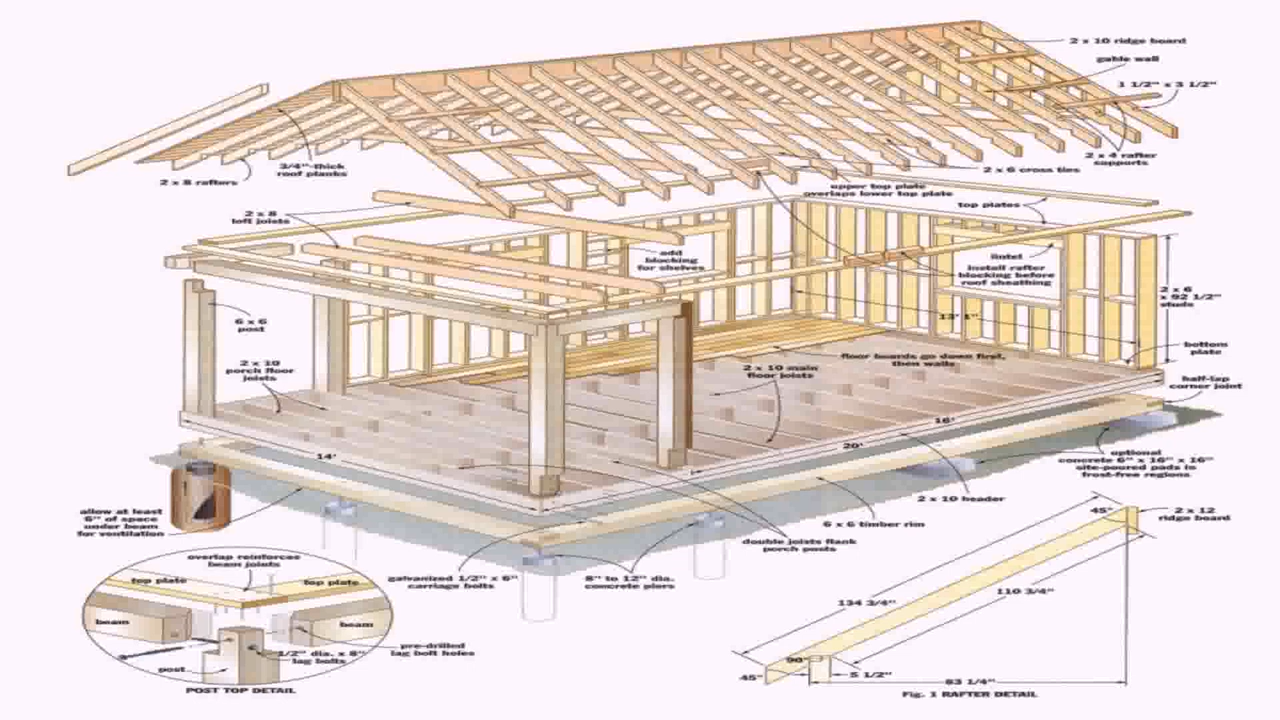 2 x 10 ridge board
gable wall
1 1/2" x 3 1/2"
2 x 4 rafter
supports
2 x 6 cross ties
3/4"-thick
roof planks
2 x 8 rafters
upper top plate
overlaps lower top plate
top plates
2 x 8
loft joists
add
blocking
for shelves
lintel
install rafter
blocking before
roof sheathing
2 x 6
x 92 1/2"
studs
6 x 6
post
13' 1"
bottom
plate
2 x 10
porch floor
joists
floor boards go down first,
then walls
2 x 10 main
floor joists
half-lap
corner joint
16'
20'
14'
optional
concrete 6" x 16" x 16"
site-poured pads in
frost-free regions
2 x 10 header
6 x 6 timber rim
allow at least
6" of space
under beam
for ventilation
double joists flank
porch posts
galvanized 1/2" x 6"
carriage bolts
8" to 12" dia.
concrete piers
overlap reinforces
beam joints
top plate
top plate
beam
beam
pre-drilled
lag bolt holes
1/2" dia. x 8"
lag bolts
post
POST TOP DETAIL
45°
2 x 12
ridge board
134 3/4"
110 3/4"
90°
45°
5 1/2"
83 1/4"
Fig. 1 RAFTER DETAIL